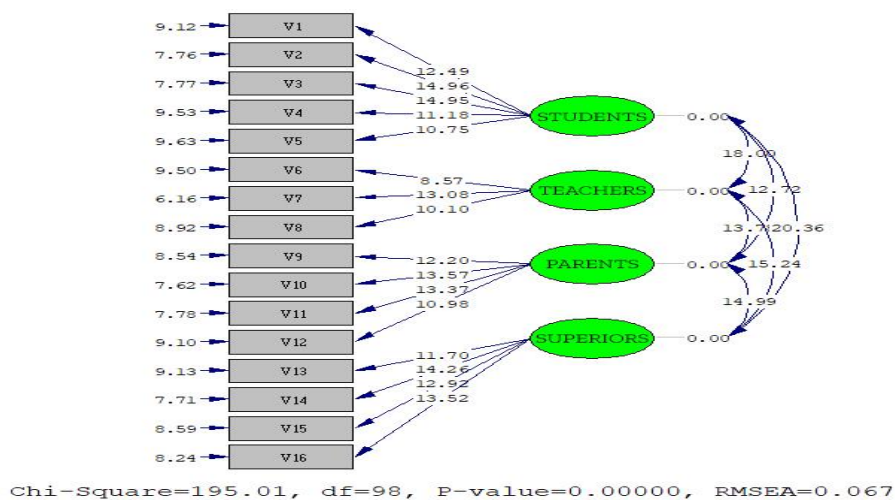 9.12 V1
7.76 V2
12.49
7.77 V3
14.96
14.95
9.53 V4
11.18
STUDENTS 0.00
9.63 V5
10.75
18.00
9.50 V6
8.57
TEACHERS 0.00
12.72
6.16 V7
13.08
8.92 V8
10.10
20.36
8.54 V9
12.20
PARENTS 0.00
15.24
7.62 V10
13.57
7.78 V11
13.37
14.99
9.10 V12
10.98
SUPERIORS 0.00
9.13 V13
11.70
7.71 V14
14.26
12.92
8.59 V15
13.52
8.24 V16
Chi-Square=195.01, df=98, P-value=0.00000, RMSEA=0.067